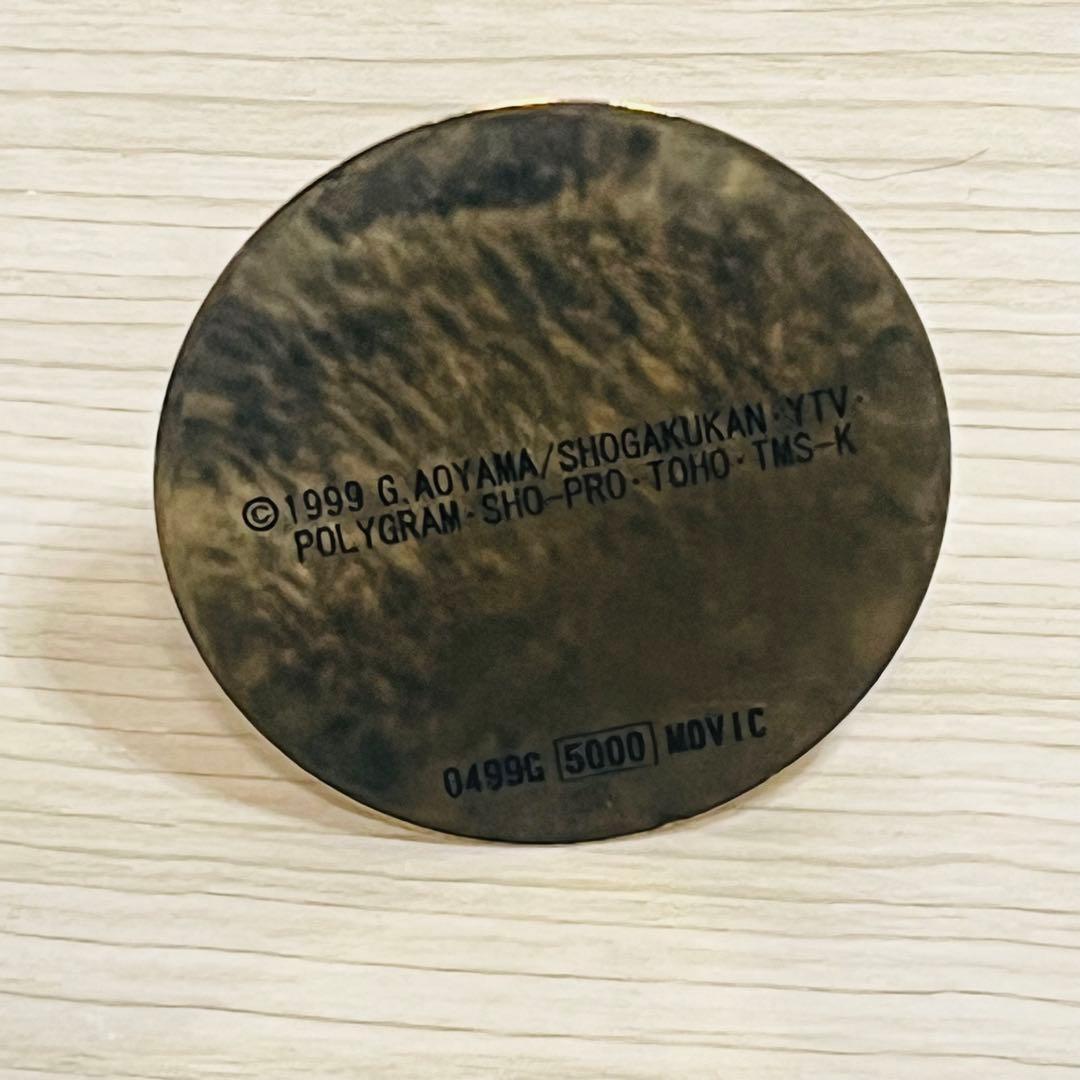 ©1999 G.AOYAMA/SHOGAKUKAN・YTV・
POLYGRAM・SHO-PRO・TOHO・TMS-K
0499G 5000 MOVIC